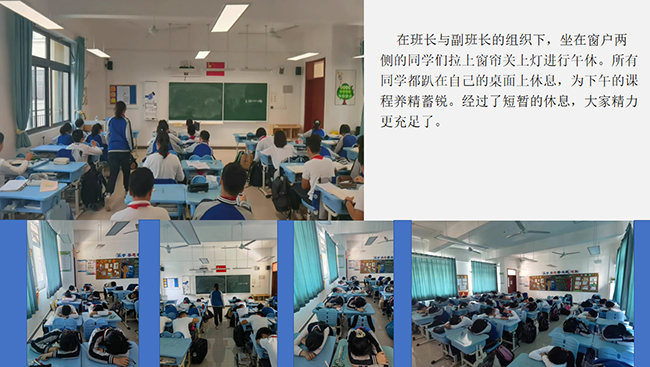 在班长与副班长的组织下，坐在窗户两
侧的同学们拉上窗帘关上灯进行午休。所有
同学都趴在自己的桌面上休息，为下午的课
程养精蓄锐。经过了短暂的休息，大家精力
更充足了。